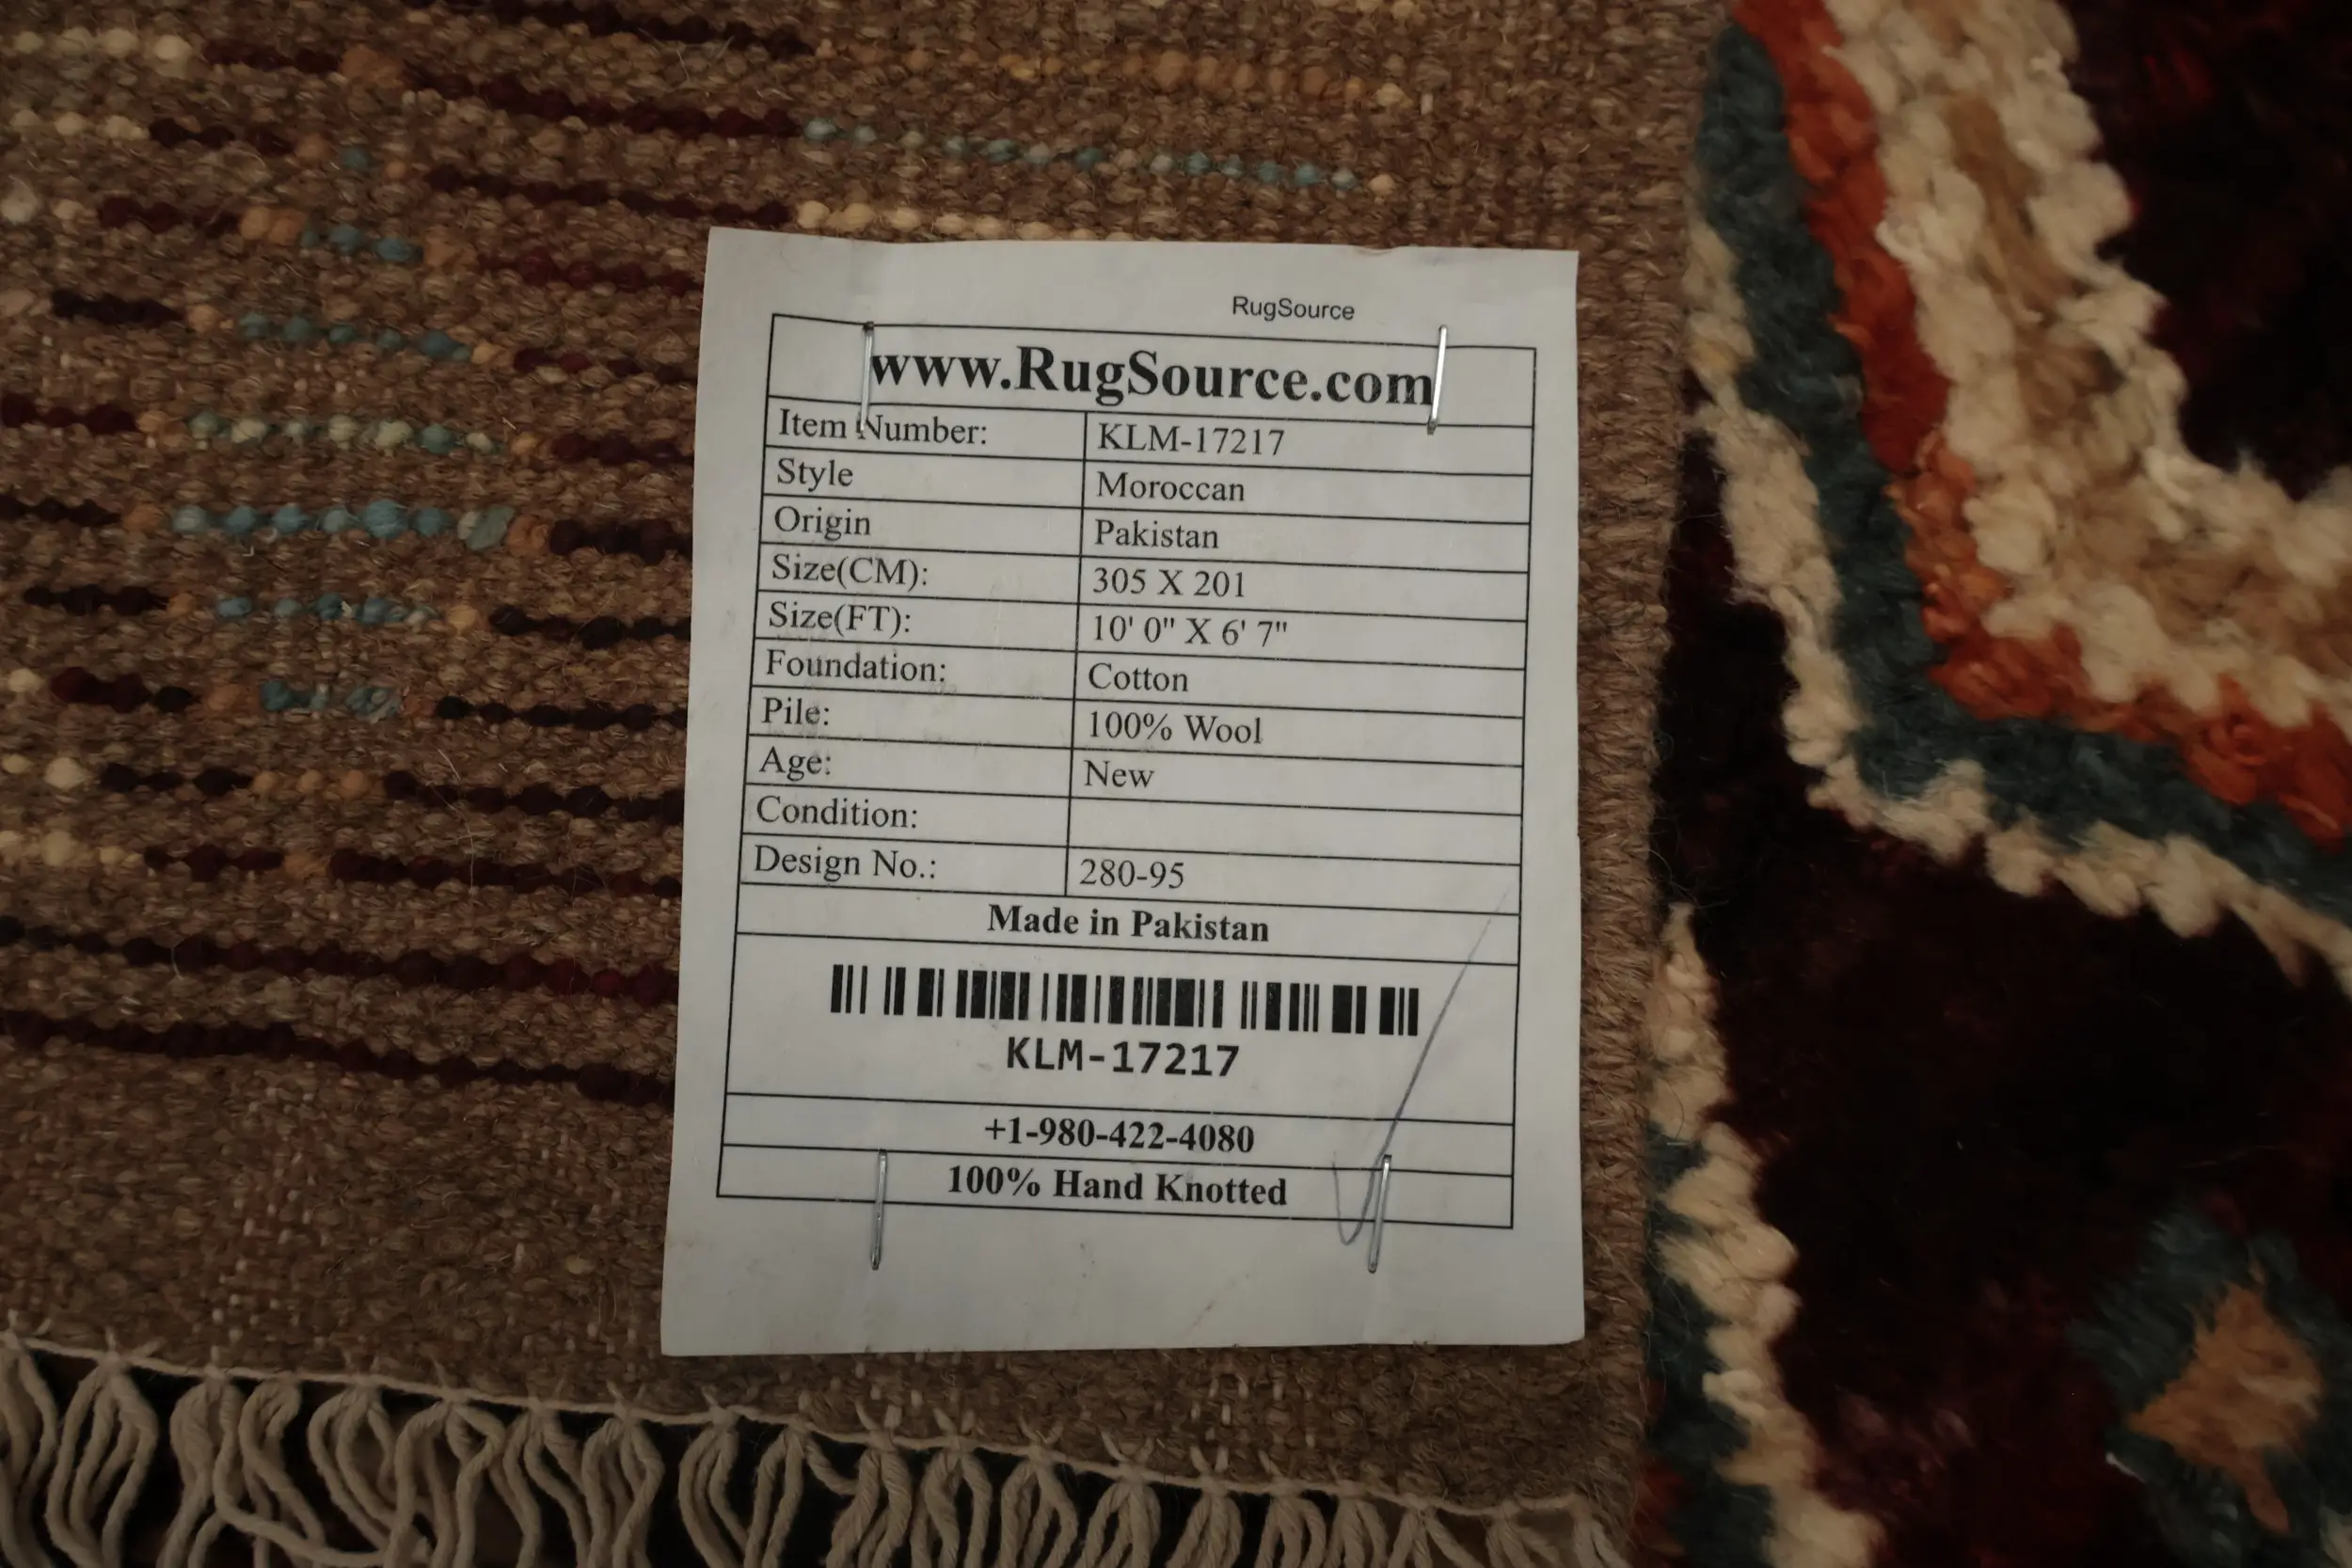 RugSource
www.RugSource.com
Item Number: KLM-17217
Style Moroccan
Origin Pakistan
Size(CM): 305 X 201
Size(FT): 10' 0" X 6' 7"
Foundation: Cotton
Pile: 100% Wool
Age: New
Condition:
Design No.: 280-95
Made in Pakistan
KLM-17217
+1-980-422-4080
100% Hand Knotted